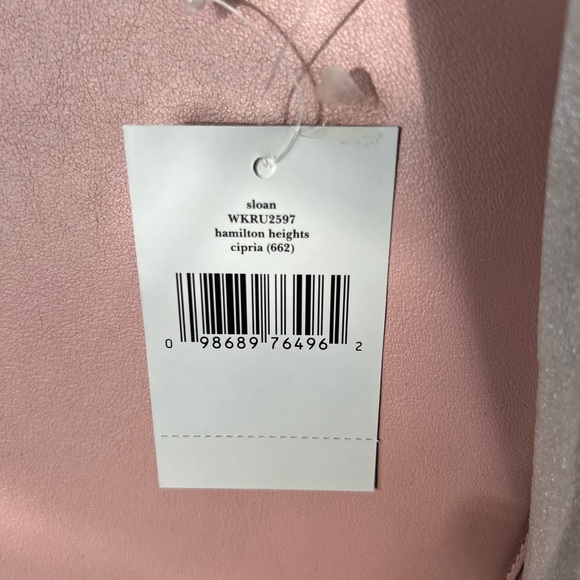 sloan
WKRU2597
hamilton heights
cipria (662)
0 98689 76496 2